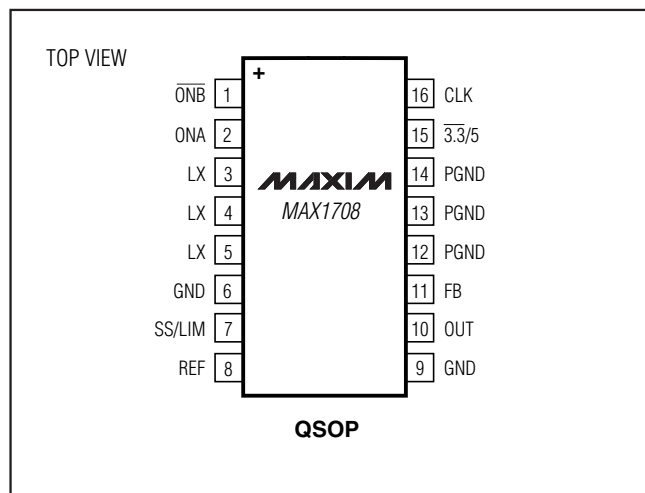 TOP VIEW
+
O̅N̅B̅ 1 16 CLK
ONA 2 15 3̅.3̅/5
LX 3 14 PGND
MAXIM
LX 4 13 PGND
MAX1708
LX 5 12 PGND
GND 6 11 FB
SS/LIM 7 10 OUT
REF 8 9 GND
QSOP